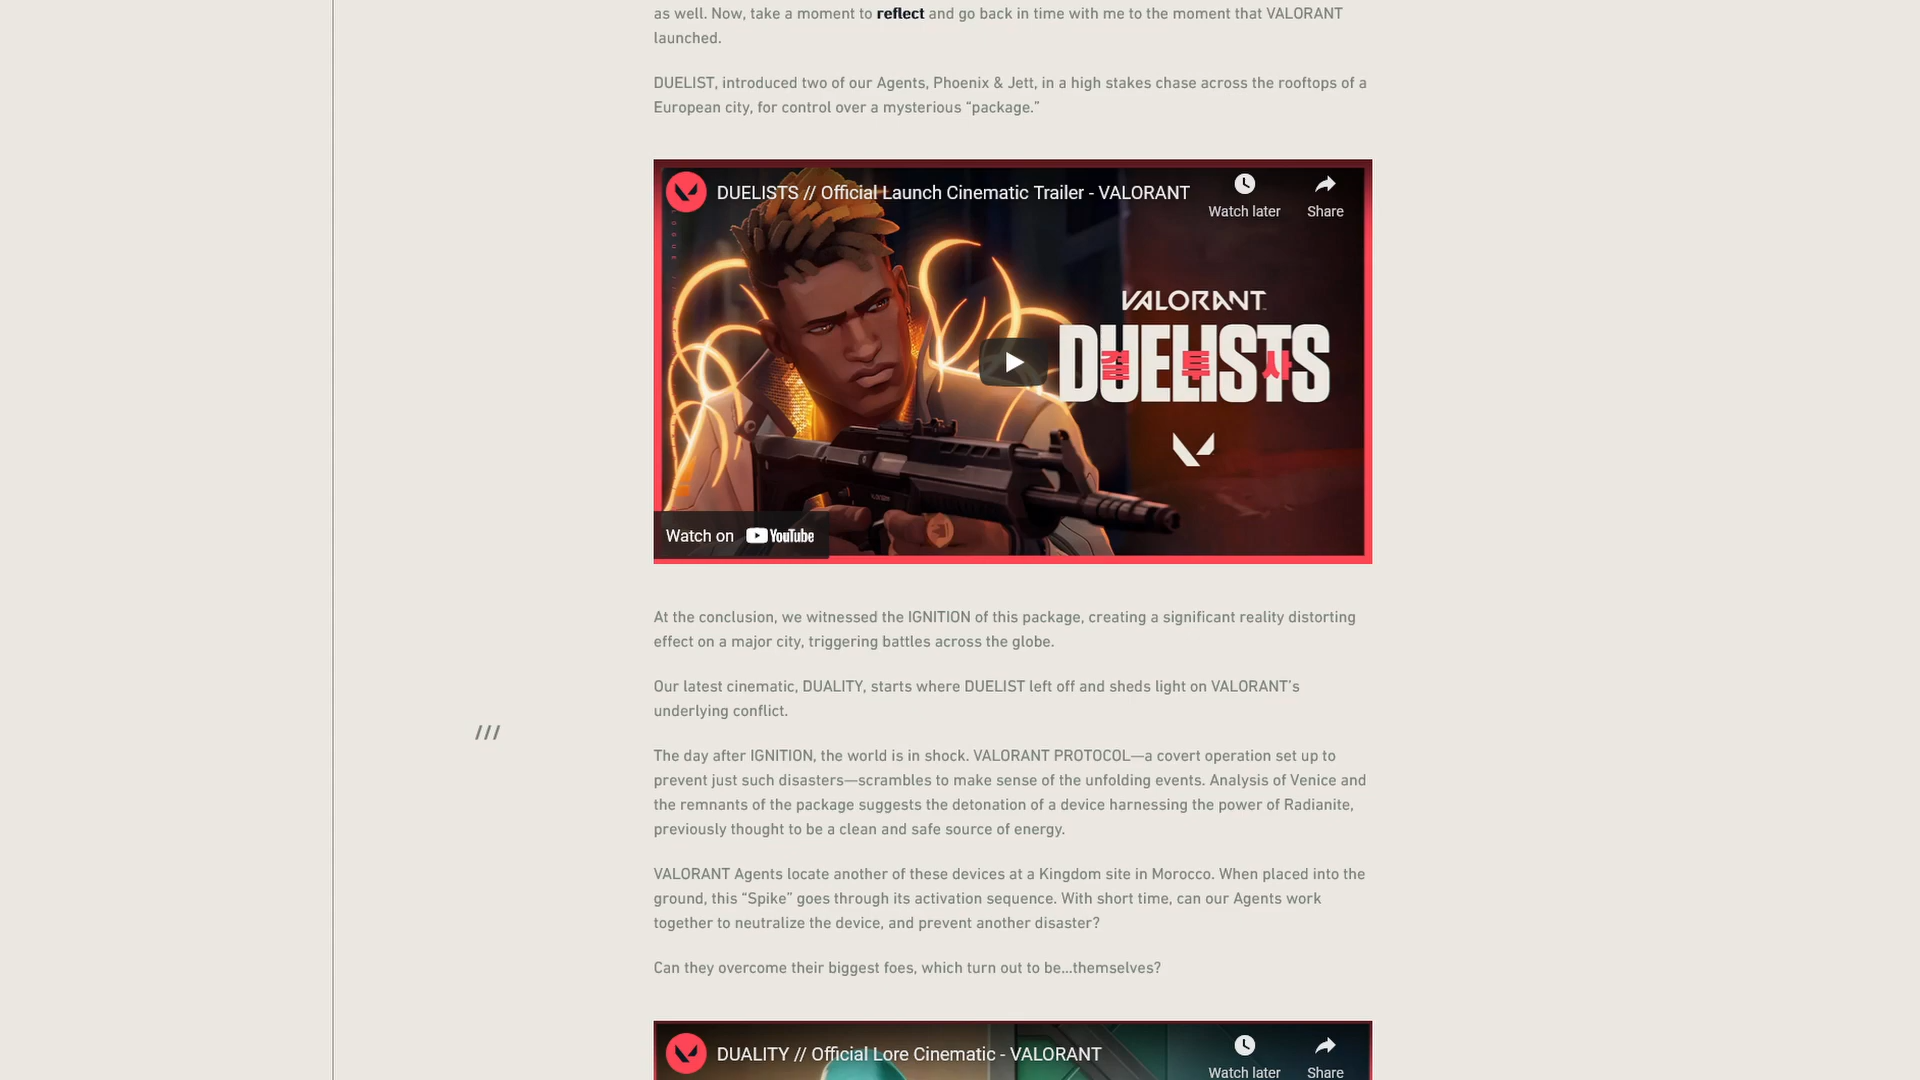 as well. Now, take a moment to reflect and go back in time with me to the moment that VALORANT
launched.
DUELIST, introduced two of our Agents, Phoenix & Jett, in a high stakes chase across the rooftops of a
European city, for control over a mysterious “package.”
DUELISTS // Official Launch Cinematic Trailer - VALORANT
Watch later
Share
VALORANT
DUELISTS
결투사
Watch on YouTube
At the conclusion, we witnessed the IGNITION of this package, creating a significant reality distorting
effect on a major city, triggering battles across the globe.
Our latest cinematic, DUALITY, starts where DUELIST left off and sheds light on VALORANT’s
underlying conflict.
///
The day after IGNITION, the world is in shock. VALORANT PROTOCOL—a covert operation set up to
prevent just such disasters—scrambles to make sense of the unfolding events. Analysis of Venice and
the remnants of the package suggests the detonation of a device harnessing the power of Radianite,
previously thought to be a clean and safe source of energy.
VALORANT Agents locate another of these devices at a Kingdom site in Morocco. When placed into the
ground, this “Spike” goes through its activation sequence. With short time, can our Agents work
together to neutralize the device, and prevent another disaster?
Can they overcome their biggest foes, which turn out to be…themselves?
DUALITY // Official Lore Cinematic - VALORANT
Watch later
Share